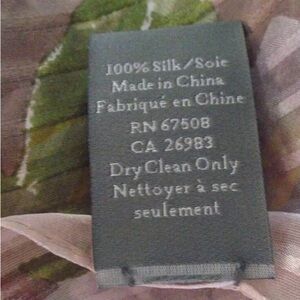 100% Silk/Soie
Made in China
Fabriqué en Chine
RN 67508
CA 26983
Dry Clean Only
Nettoyer à sec
seulement